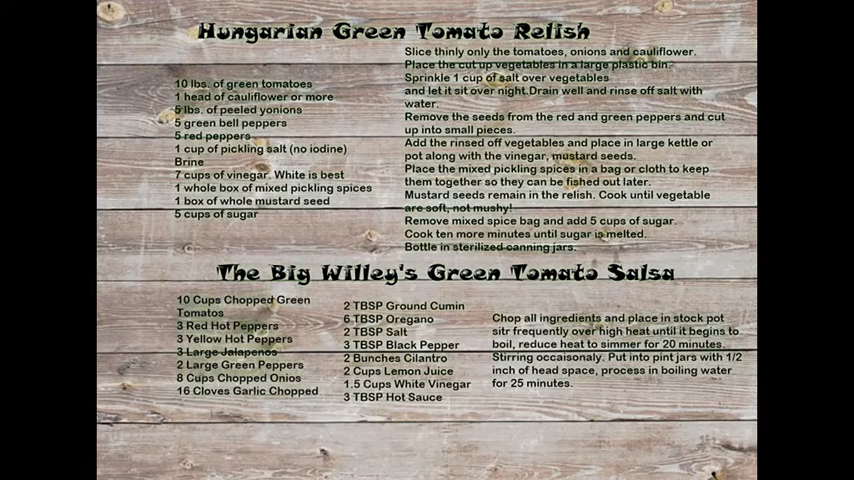 Hungarian Green Tomato Relish
10 lbs. of green tomatoes
1 head of cauliflower or more
5 lbs. of peeled yonions
5 green bell peppers
5 red peppers
1 cup of pickling salt (no iodine)
Brine
7 cups of vinegar. White is best
1 whole box of mixed pickling spices
1 box of whole mustard seed
5 cups of sugar
Slice thinly only the tomatoes, onions and cauliflower.
Place the cut up vegetables in a large plastic bin.
Sprinkle 1 cup of salt over vegetables
and let it sit over night.Drain well and rinse off salt with
water.
Remove the seeds from the red and green peppers and cut
up into small pieces.
Add the rinsed off vegetables and place in large kettle or
pot along with the vinegar, mustard seeds.
Place the mixed pickling spices in a bag or cloth to keep
them together so they can be fished out later.
Mustard seeds remain in the relish. Cook until vegetable
are soft, not mushy!
Remove mixed spice bag and add 5 cups of sugar.
Cook ten more minutes until sugar is melted.
Bottle in sterilized canning jars.
The Big Willey's Green Tomato Salsa
10 Cups Chopped Green
Tomatos
3 Red Hot Peppers
3 Yellow Hot Peppers
3 Large Jalapenos
2 Large Green Peppers
8 Cups Chopped Onios
16 Cloves Garlic Chopped
2 TBSP Ground Cumin
6 TBSP Oregano
2 TBSP Salt
3 TBSP Black Pepper
2 Bunches Cilantro
2 Cups Lemon Juice
1.5 Cups White Vinegar
3 TBSP Hot Sauce
Chop all ingredients and place in stock pot
sitr frequently over high heat until it begins to
boil, reduce heat to simmer for 20 minutes.
Stirring occaisonaly. Put into pint jars with 1/2
inch of head space, process in boiling water
for 25 minutes.